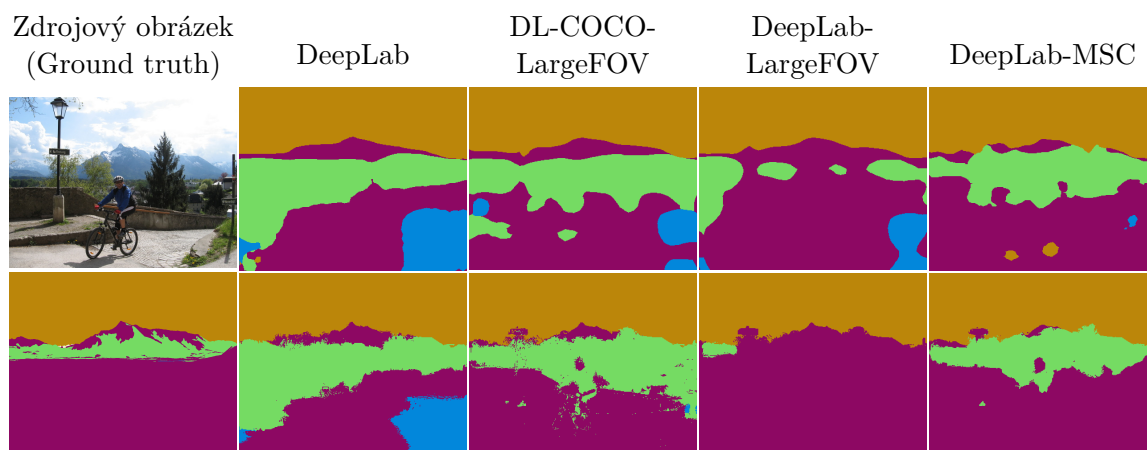 Zdrojový obrázek
(Ground truth)
DeepLab
DL-COCO-
LargeFOV
DeepLab-
LargeFOV
DeepLab-MSC